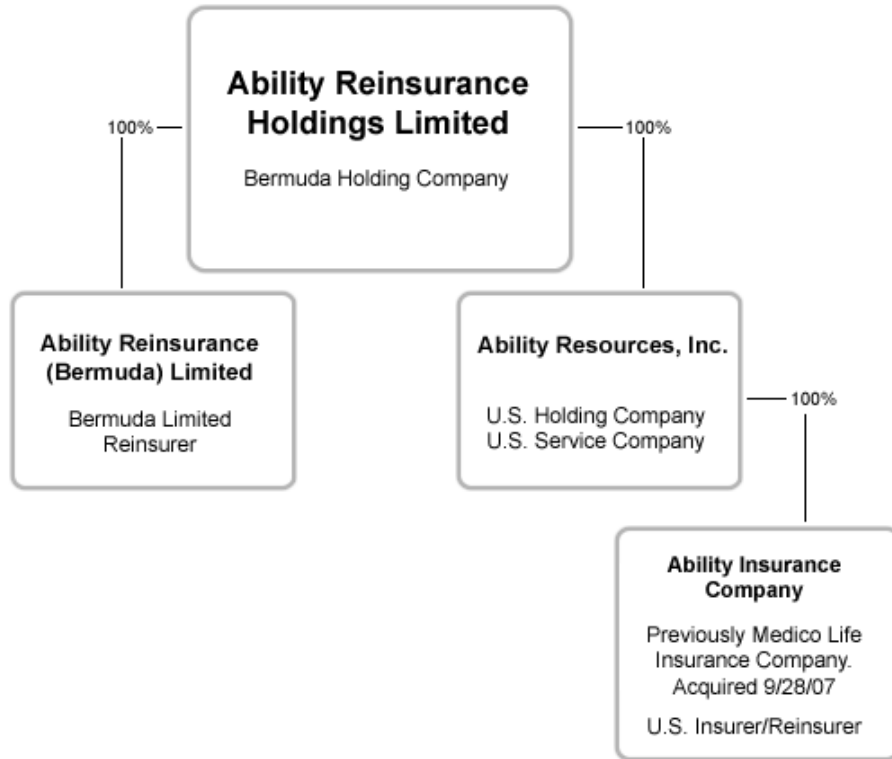 Ability Reinsurance
Holdings Limited
Bermuda Holding Company
100%
100%
Ability Reinsurance
(Bermuda) Limited
Bermuda Limited
Reinsurer
Ability Resources, Inc.
U.S. Holding Company
U.S. Service Company
100%
Ability Insurance
Company
Previously Medico Life
Insurance Company.
Acquired 9/28/07
U.S. Insurer/Reinsurer